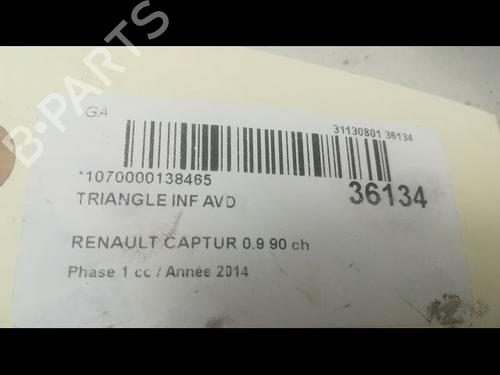 GA
31130801 36134
*1070000138465
36134
TRIANGLE INF AVD
RENAULT CAPTUR 0.9 90 ch
Phase 1 cc / Année 2014
B-PARTS